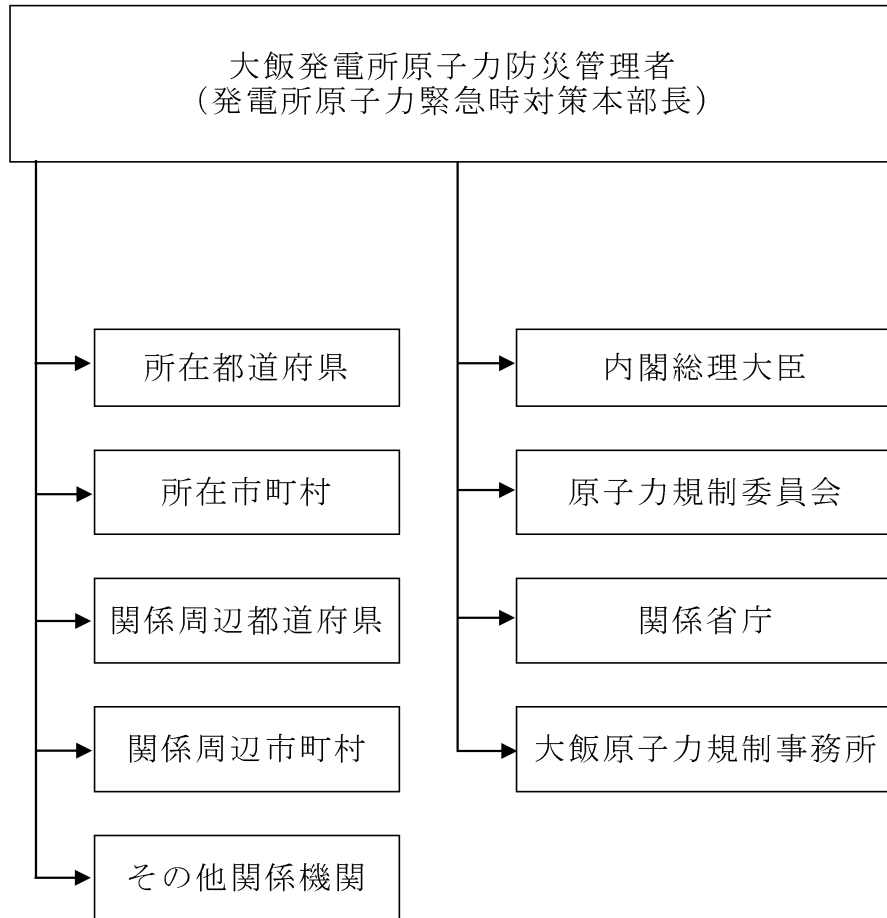 大飯発電所原子力防災管理者
(発電所原子力緊急時対策本部長)
所在都道府県
所在市町村
関係周辺都道府県
関係周辺市町村
その他関係機関
内閣総理大臣
原子力規制委員会
関係省庁
大飯原子力規制事務所